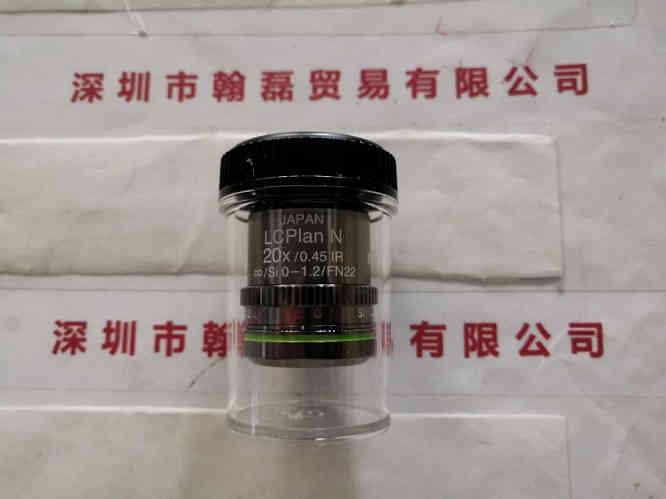 深圳市翰磊贸易有限公司
JAPAN
LCPlan N
20X/0.45 IR
∞/Si 0-1.2/FN22
深圳市翰 有限公司